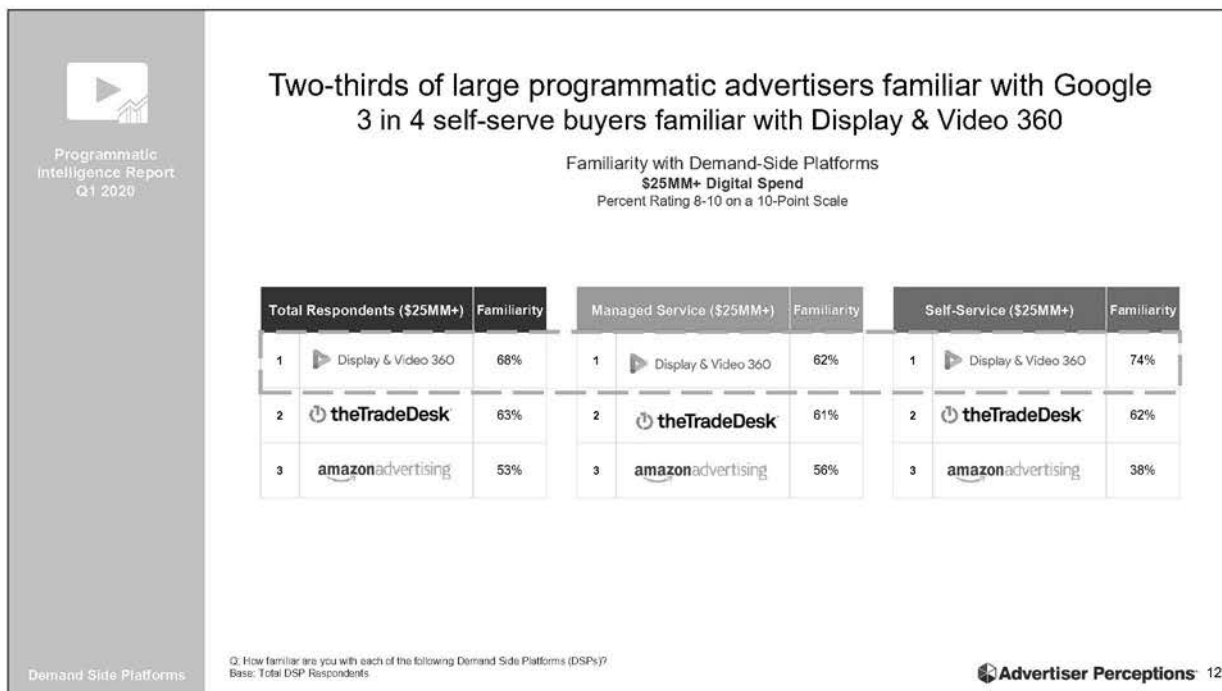 Programmatic
Intelligence Report
Q1 2020
Two-thirds of large programmatic advertisers familiar with Google
3 in 4 self-serve buyers familiar with Display & Video 360
Familiarity with Demand-Side Platforms
$25MM+ Digital Spend
Percent Rating 8-10 on a 10-Point Scale
Total Respondents ($25MM+) Familiarity
1 Display & Video 360 68%
2 theTradeDesk 63%
3 amazonadvertising 53%
Managed Service ($25MM+) Familiarity
1 Display & Video 360 62%
2 theTradeDesk 61%
3 amazonadvertising 56%
Self-Service ($25MM+) Familiarity
1 Display & Video 360 74%
2 theTradeDesk 62%
3 amazonadvertising 38%
Q: How familiar are you with each of the following Demand Side Platforms (DSPs)?
Base: Total DSP Respondents
Demand Side Platforms
Advertiser Perceptions 12